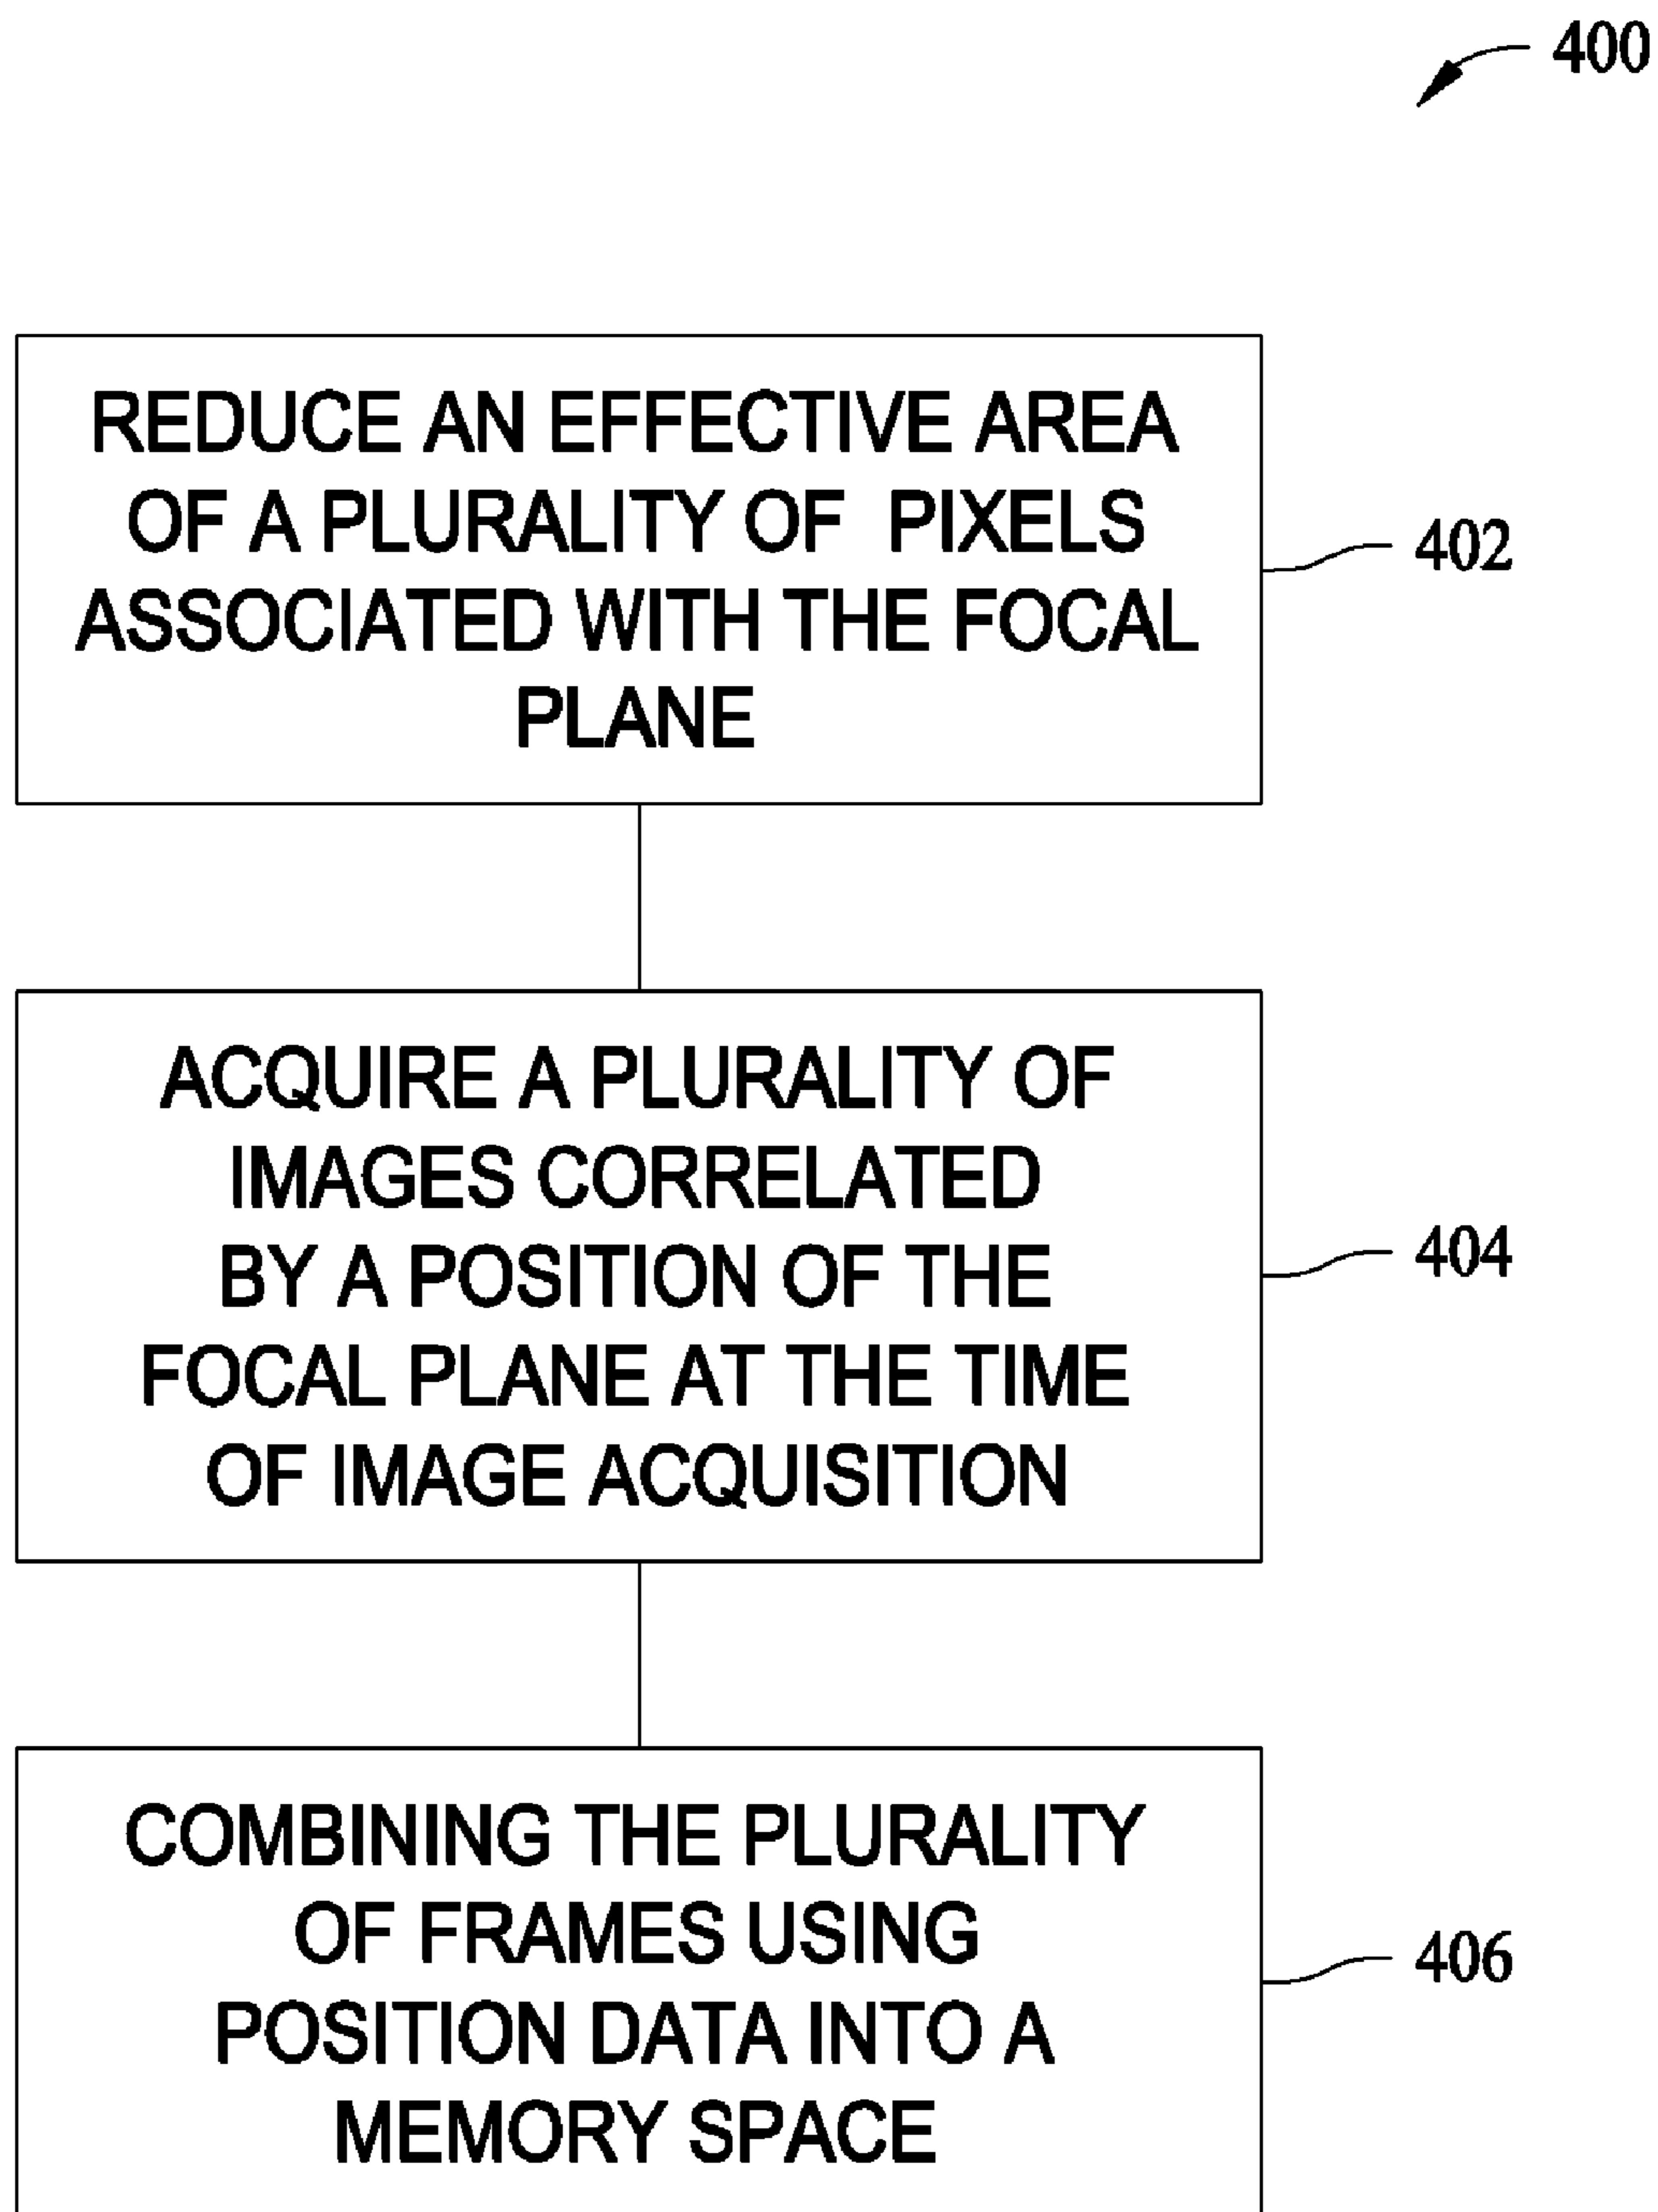 400
REDUCE AN EFFECTIVE AREA
OF A PLURALITY OF PIXELS
ASSOCIATED WITH THE FOCAL
PLANE
402
ACQUIRE A PLURALITY OF
IMAGES CORRELATED
BY A POSITION OF THE
FOCAL PLANE AT THE TIME
OF IMAGE ACQUISITION
404
COMBINING THE PLURALITY
OF FRAMES USING
POSITION DATA INTO A
MEMORY SPACE
406